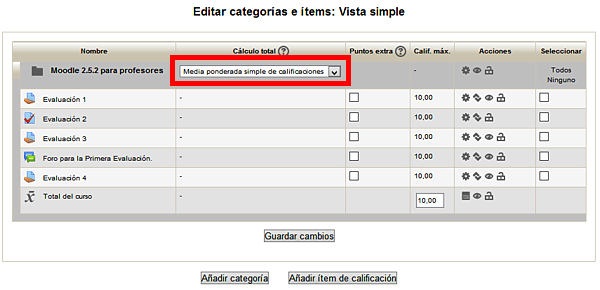 Editar categorías e ítems: Vista simple
Nombre Cálculo total ? Puntos extra ? Calif. máx. Acciones Seleccionar
Moodle 2.5.2 para profesores Media ponderada simple de calificaciones - Todos
Ninguno
Evaluación 1 - 10,00
Evaluación 2 - 10,00
Evaluación 3 - 10,00
Foro para la Primera Evaluación. - 10,00
Evaluación 4 - 10,00
x̄ Total del curso - 10,00
Guardar cambios
Añadir categoría Añadir ítem de calificación